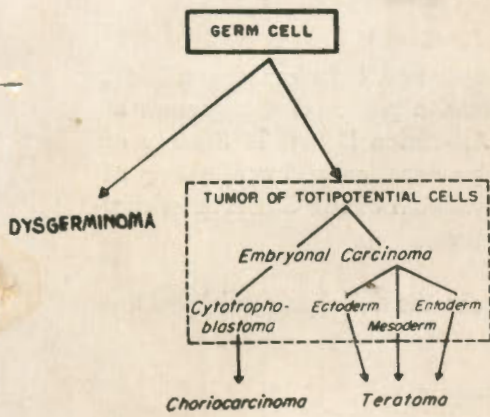 GERM CELL
DYSGERMINOMA
TUMOR OF TOTIPOTENTIAL CELLS
Embryonal Carcinoma
Cytotropho-
blastoma
Ectoderm
Mesoderm
Entoderm
Choriocarcinoma
Teratoma